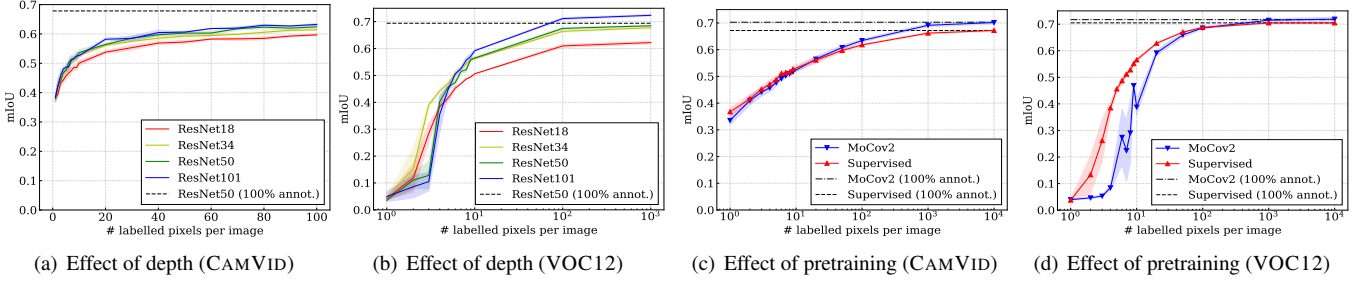 0.7
0.6
0.5
0.4
0.3
0.2
0.1
0.0
mIoU
0 20 40 60 80 100
# labelled pixels per image
ResNet18
ResNet34
ResNet50
ResNet101
ResNet50 (100% annot.)
(a) Effect of depth (CAMVID)
0.7
0.6
0.5
0.4
0.3
0.2
0.1
0.0
mIoU
10^0 10^1 10^2 10^3
# labelled pixels per image
ResNet18
ResNet34
ResNet50
ResNet101
ResNet50 (100% annot.)
(b) Effect of depth (VOC12)
0.7
0.6
0.5
0.4
0.3
0.2
0.1
0.0
mIoU
10^0 10^1 10^2 10^3 10^4
# labelled pixels per image
MoCov2
Supervised
MoCov2 (100% annot.)
Supervised (100% annot.)
(c) Effect of pretraining (CAMVID)
0.7
0.6
0.5
0.4
0.3
0.2
0.1
0.0
mIoU
10^0 10^1 10^2 10^3 10^4
# labelled pixels per image
MoCov2
Supervised
MoCov2 (100% annot.)
Supervised (100% annot.)
(d) Effect of pretraining (VOC12)